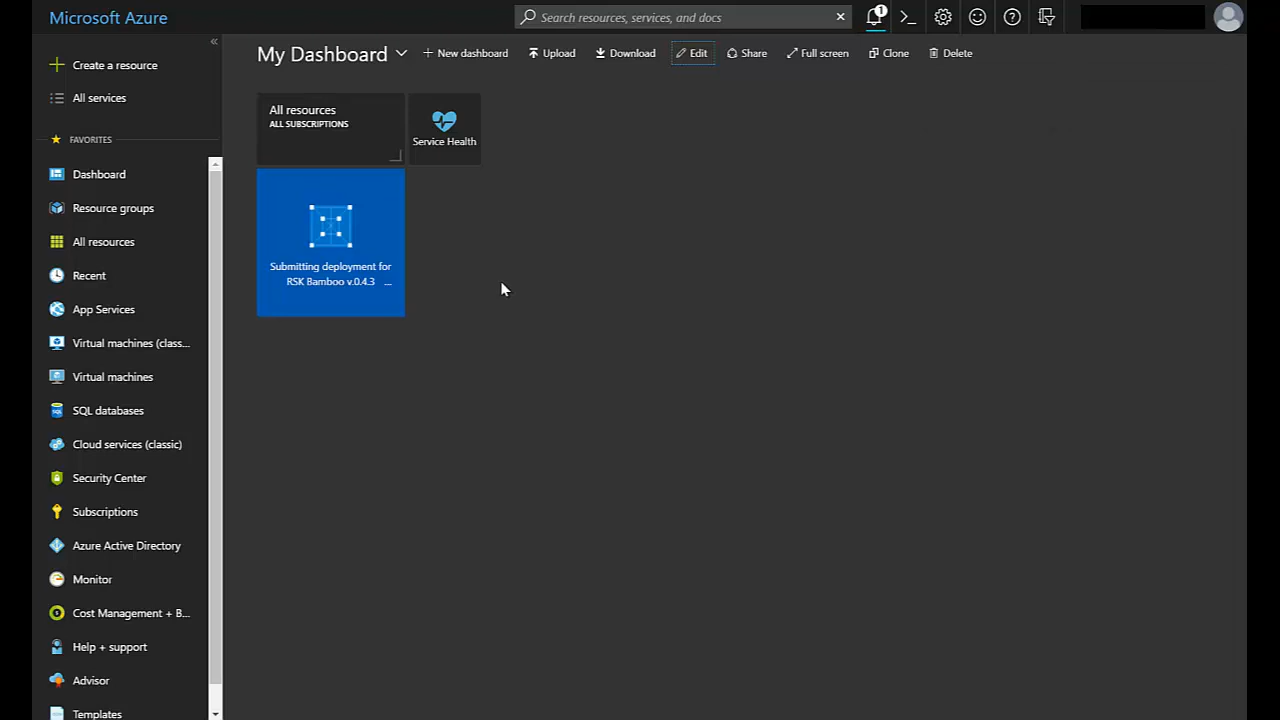 Microsoft Azure
Search resources, services, and docs
1
Create a resource
All services
FAVORITES
Dashboard
Resource groups
All resources
Recent
App Services
Virtual machines (clas...
Virtual machines
SQL databases
Cloud services (classic)
Security Center
Subscriptions
Azure Active Directory
Monitor
Cost Management + B...
Help + support
Advisor
Templates
My Dashboard
New dashboard
Upload
Download
Edit
Share
Full screen
Clone
Delete
All resources
ALL SUBSCRIPTIONS
Service Health
Submitting deployment for
RSK Bamboo v.0.4.3 ...